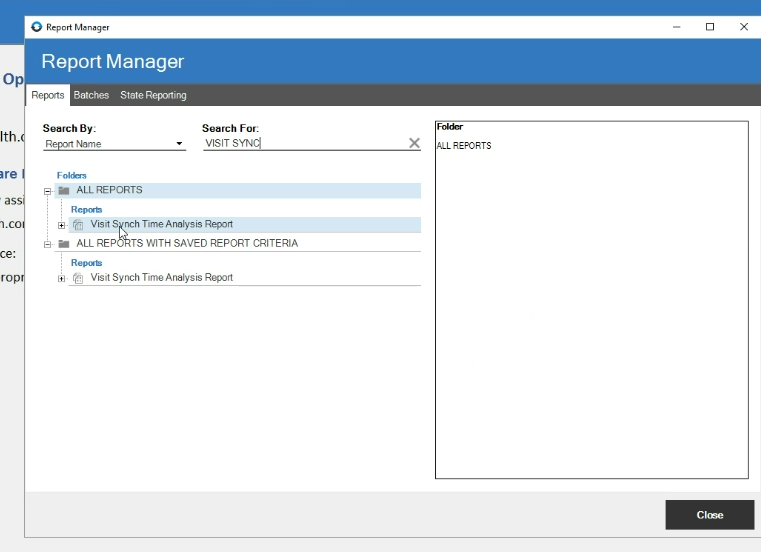 Report Manager
Report Manager
Reports Batches State Reporting
Search By: Search For:
Report Name VISIT SYNC
Folders
ALL REPORTS
Reports
Visit Synch Time Analysis Report
ALL REPORTS WITH SAVED REPORT CRITERIA
Reports
Visit Synch Time Analysis Report
Folder
ALL REPORTS
Close
Op
lth.c
are
assi
h.co
ce:
ropr